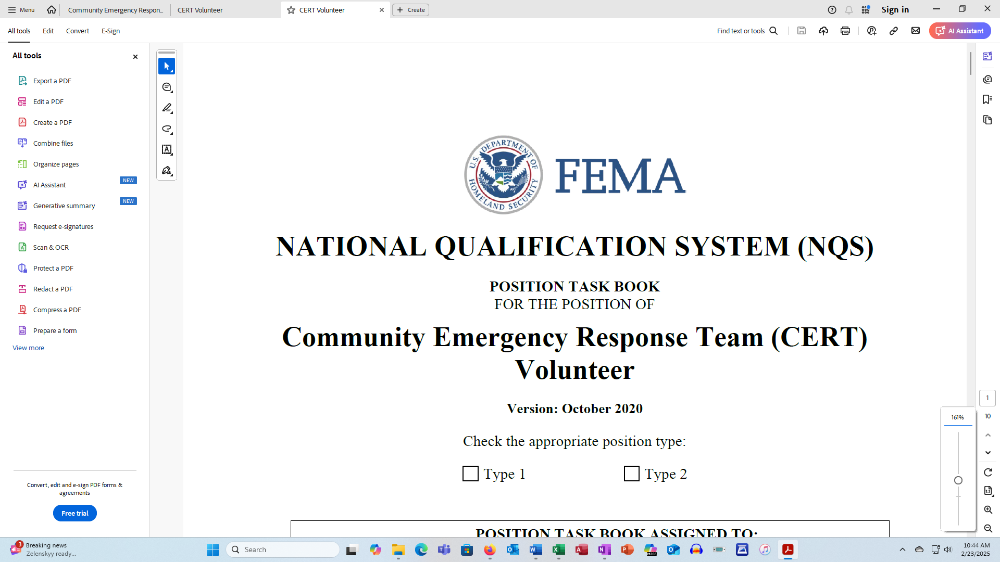 Menu
Community Emergency Respon...
CERT Volunteer
CERT Volunteer
Create
Sign in
All tools
Edit
Convert
E-Sign
Find text or tools
AI Assistant
All tools
Export a PDF
Edit a PDF
Create a PDF
Combine files
Organize pages
AI Assistant
NEW
Generative summary
NEW
Request e-signatures
Scan & OCR
Protect a PDF
Redact a PDF
Compress a PDF
Prepare a form
View more
Convert, edit and e-sign PDF forms &
agreements
Free trial
U.S. DEPARTMENT OF
HOMELAND SECURITY
FEMA
NATIONAL QUALIFICATION SYSTEM (NQS)
POSITION TASK BOOK
FOR THE POSITION OF
Community Emergency Response Team (CERT)
Volunteer
Version: October 2020
Check the appropriate position type:
Type 1
Type 2
POSITION TASK BOOK ASSIGNED TO:
1
10
161%
1:1
3
Breaking news
Zelenskyy ready...
Search
M365
10:44 AM
2/23/2025